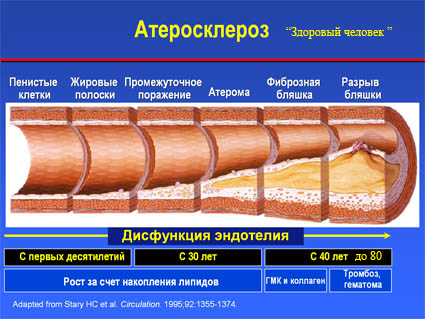 Атеросклероз
“Здоровый человек ”
Пенистые клетки
Жировые полоски
Промежуточное поражение
Атерома
Фиброзная бляшка
Разрыв бляшки
Дисфункция эндотелия
С первых десятилетий
С 30 лет
С 40 лет до 80
Рост за счет накопления липидов
ГМК и коллаген
Тромбоз, гематома
Adapted from Stary HC et al. Circulation. 1995;92:1355-1374.